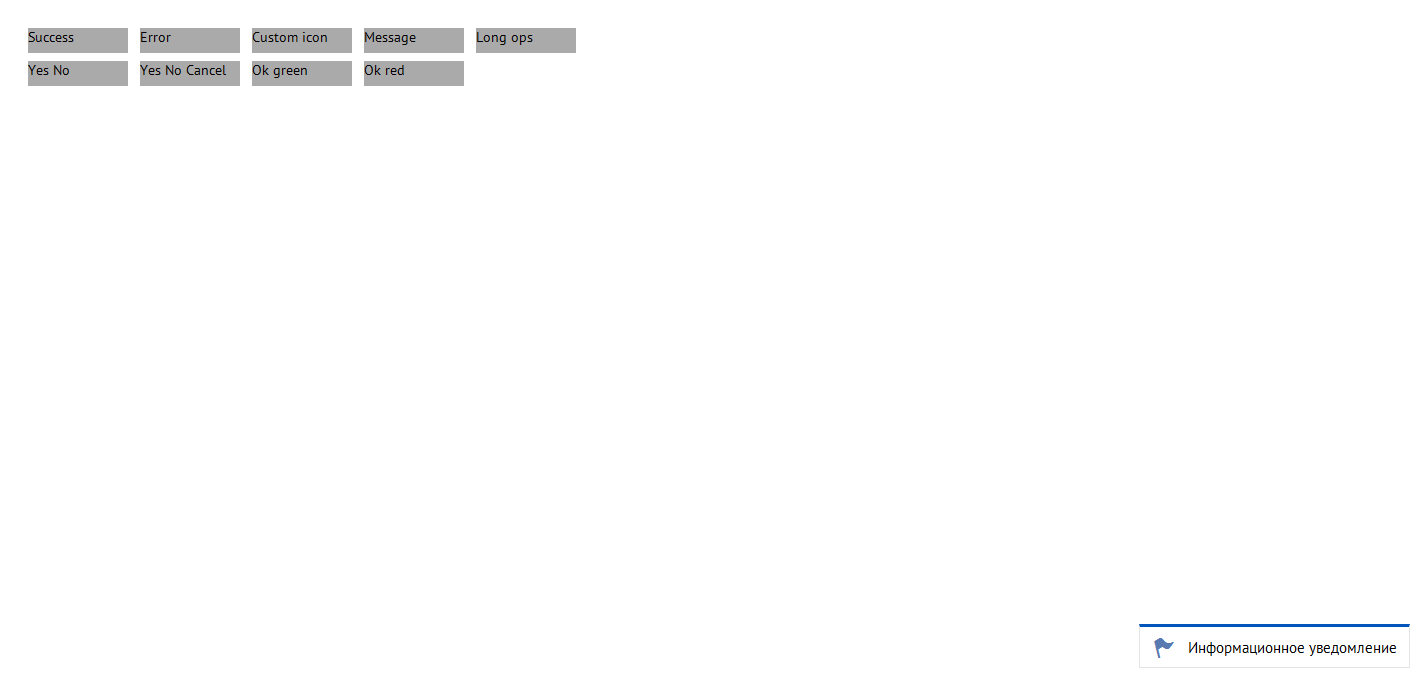 Success Error Custom icon Message Long ops
Yes No Yes No Cancel Ok green Ok red
Информационное уведомление